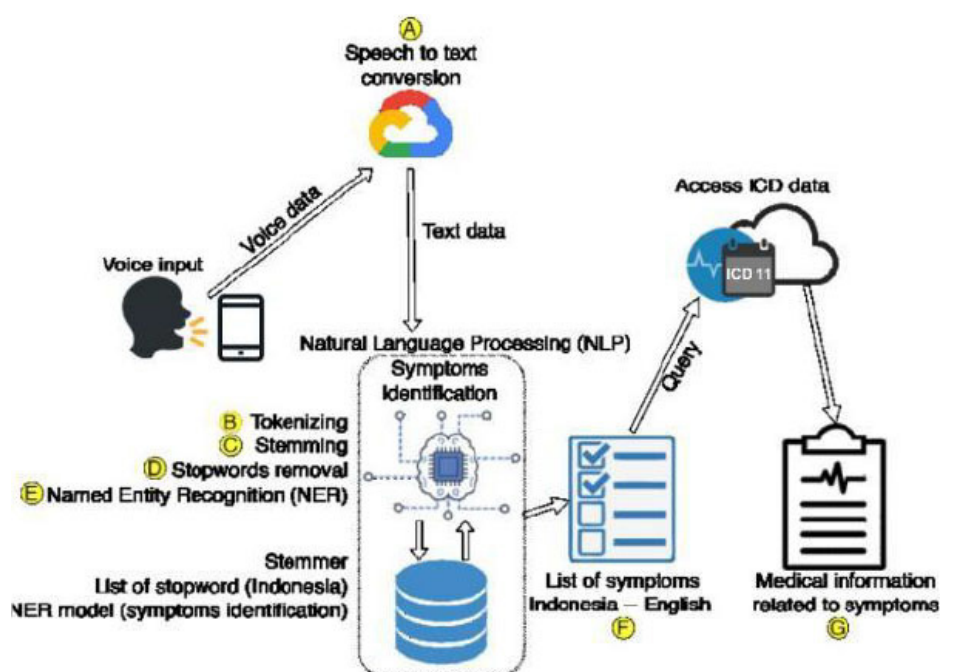 A
Speech to text
conversion
Voice data
Text data
Voice input
Access ICD data
ICD 11
Query
Natural Language Processing (NLP)
Symptoms
Identification
B Tokenizing
C Stemming
D Stopwords removal
E Named Entity Recognition (NER)
Stemmer
List of stopword (Indonesia)
NER model (symptoms identification)
List of symptoms
Indonesia – English
F
Medical information
related to symptoms
G